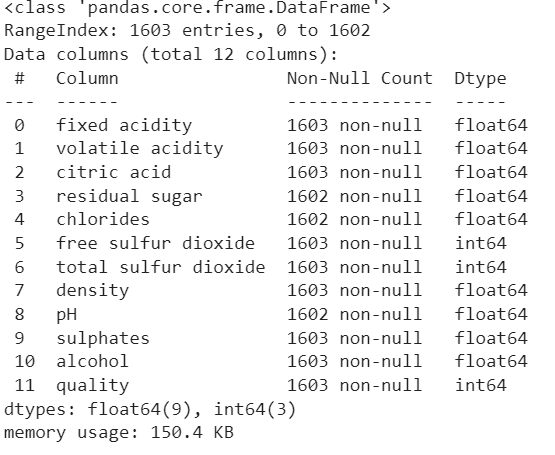 <class 'pandas.core.frame.DataFrame'>
RangeIndex: 1603 entries, 0 to 1602
Data columns (total 12 columns):
 #   Column                Non-Null Count  Dtype
---  ------                --------------  -----
 0   fixed acidity         1603 non-null   float64
 1   volatile acidity      1603 non-null   float64
 2   citric acid           1603 non-null   float64
 3   residual sugar        1602 non-null   float64
 4   chlorides             1602 non-null   float64
 5   free sulfur dioxide   1603 non-null   int64
 6   total sulfur dioxide  1603 non-null   int64
 7   density               1603 non-null   float64
 8   pH                    1602 non-null   float64
 9   sulphates             1603 non-null   float64
 10  alcohol               1603 non-null   float64
 11  quality               1603 non-null   int64
dtypes: float64(9), int64(3)
memory usage: 150.4 KB